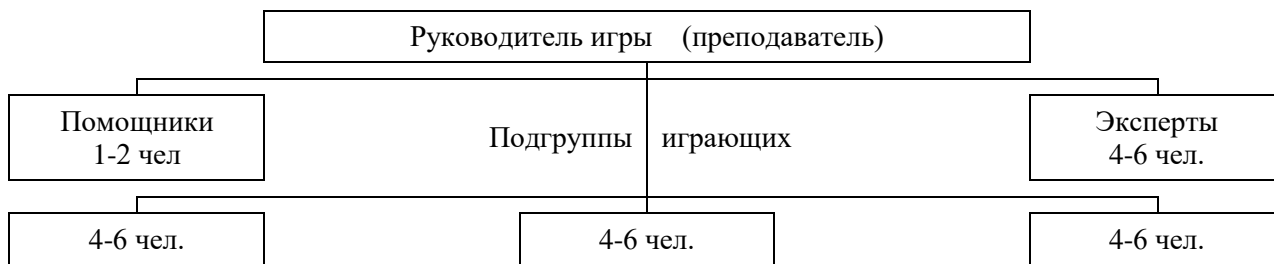 Руководитель игры (преподаватель)
Помощники
1-2 чел
Подгруппы играющих
Эксперты
4-6 чел.
4-6 чел.
4-6 чел.
4-6 чел.